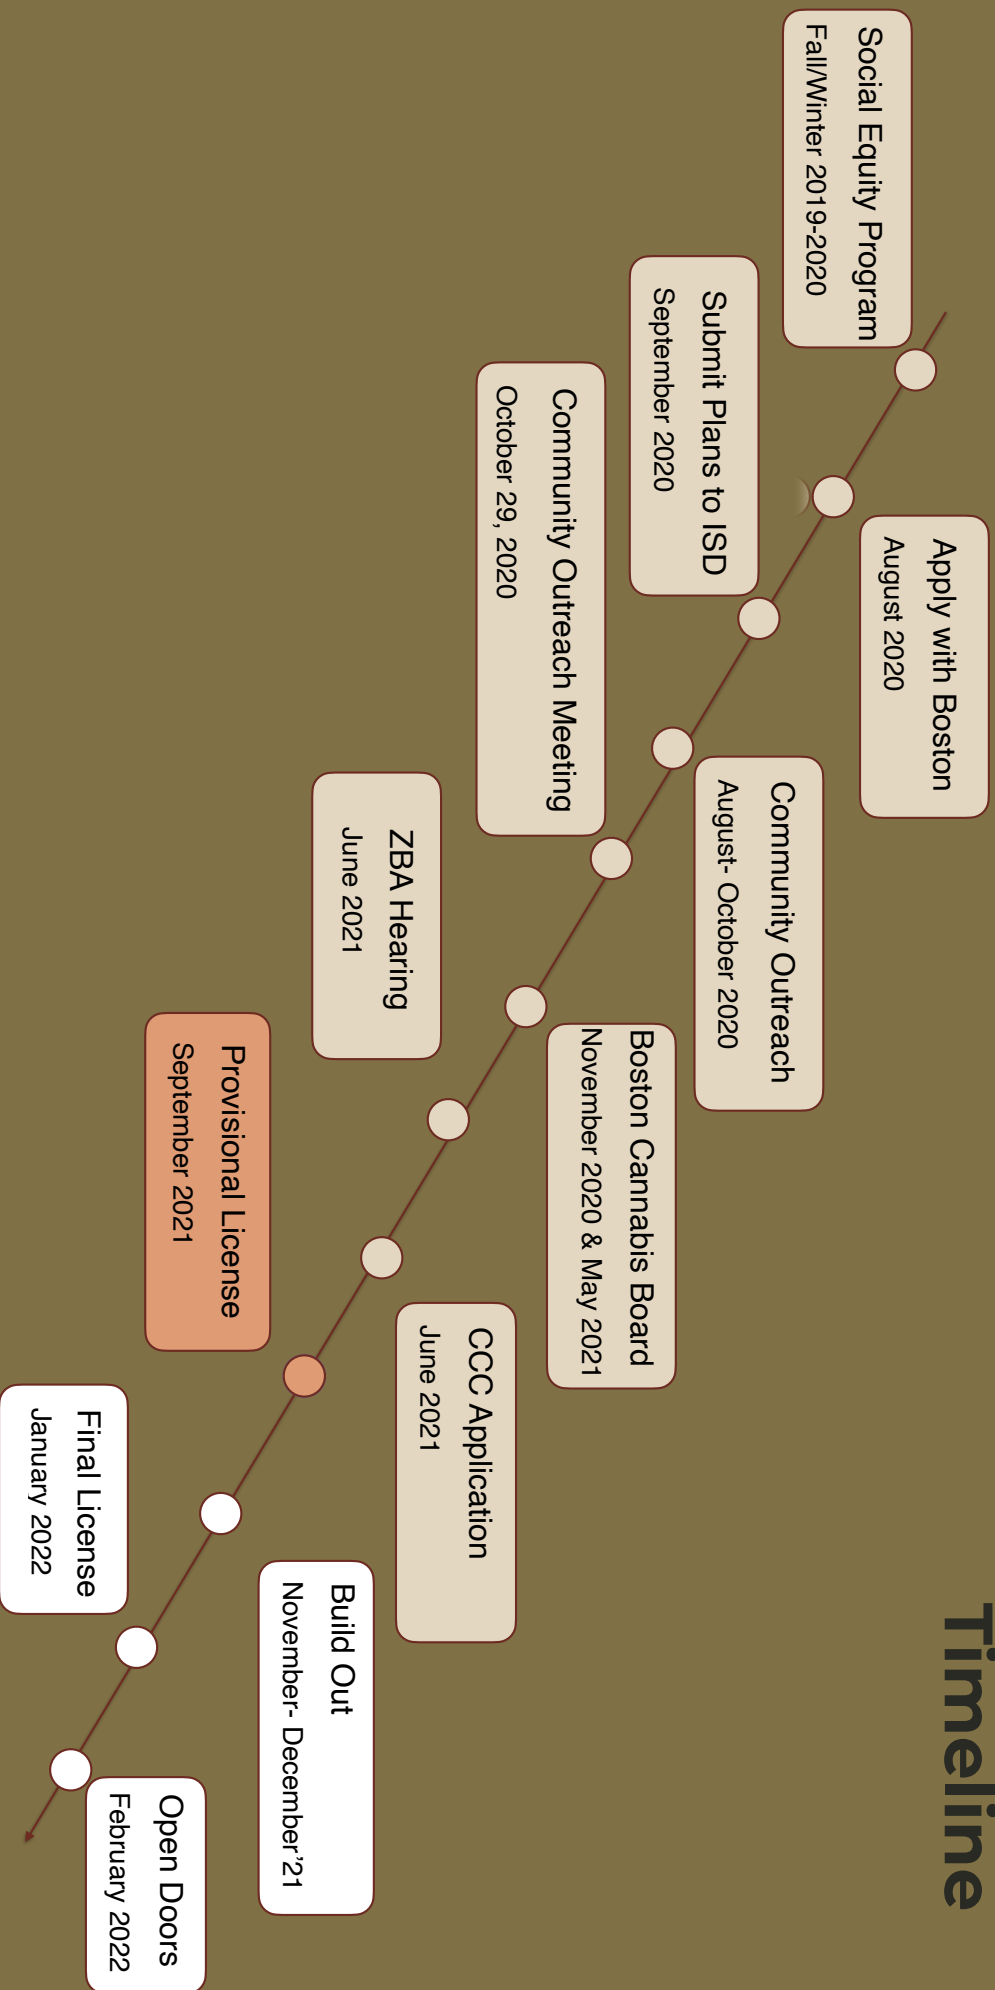 Timeline
Social Equity Program
Fall/Winter 2019-2020
Apply with Boston
August 2020
Submit Plans to ISD
September 2020
Community Outreach
August- October 2020
Community Outreach Meeting
October 29, 2020
Boston Cannabis Board
November 2020 & May 2021
ZBA Hearing
June 2021
CCC Application
June 2021
Provisional License
September 2021
Build Out
November- December'21
Final License
January 2022
Open Doors
February 2022